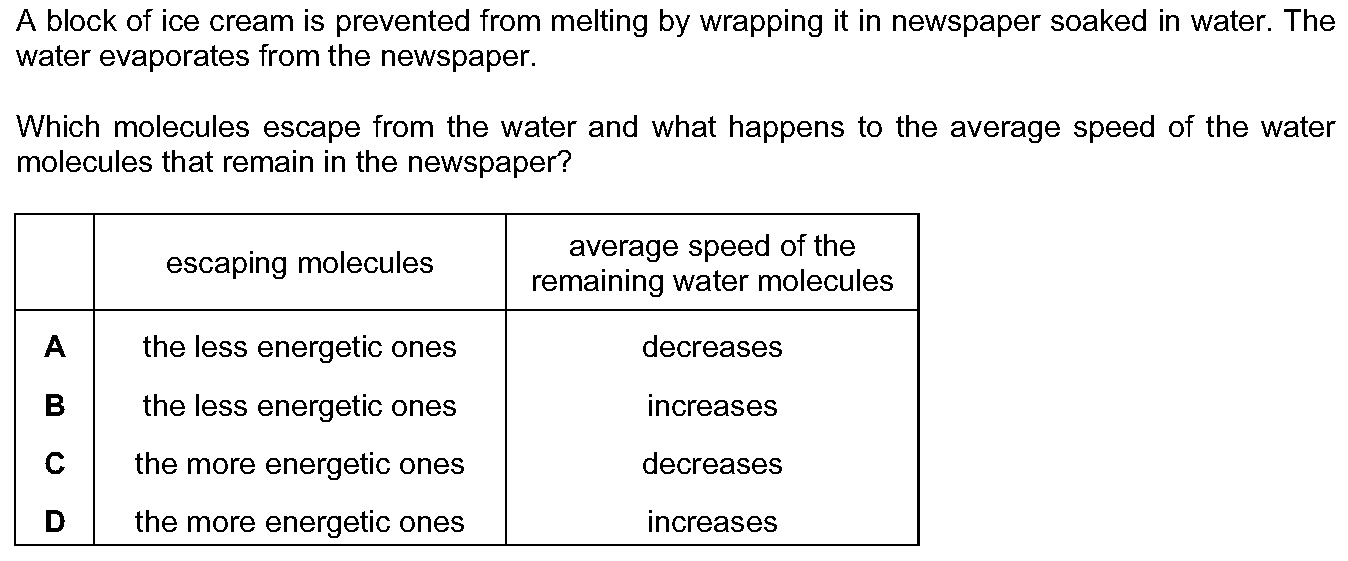 A block of ice cream is prevented from melting by wrapping it in newspaper soaked in water. The
water evaporates from the newspaper.
Which molecules escape from the water and what happens to the average speed of the water
molecules that remain in the newspaper?
escaping molecules
average speed of the
remaining water molecules
A the less energetic ones decreases
B the less energetic ones increases
C the more energetic ones decreases
D the more energetic ones increases